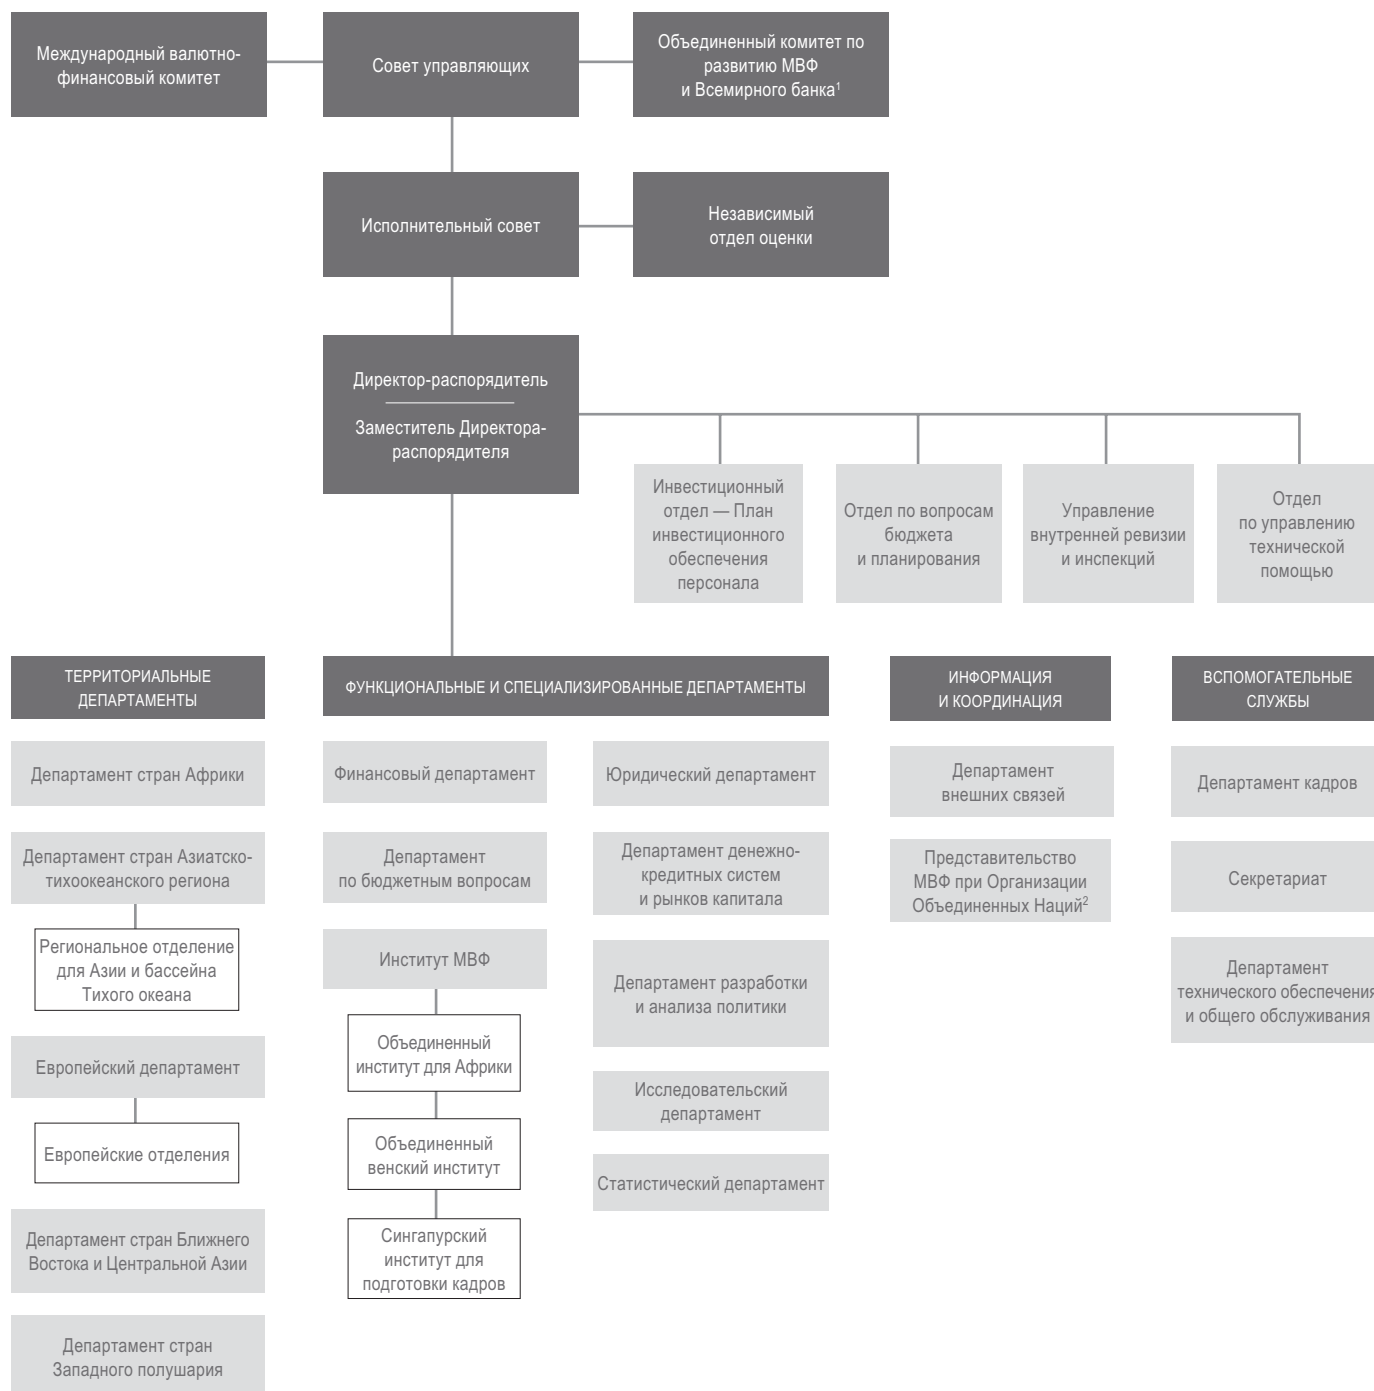 Международный валютно-
финансовый комитет
Совет управляющих
Объединенный комитет по
развитию МВФ
и Всемирного банка¹
Исполнительный совет
Независимый
отдел оценки
Директор-распорядитель
Заместитель Директора-
распорядителя
Инвестиционный
отдел — План
инвестиционного
обеспечения
персонала
Отдел по вопросам
бюджета
и планирования
Управление
внутренней ревизии
и инспекций
Отдел
по управлению
технической
помощью
ТЕРРИТОРИАЛЬНЫЕ
ДЕПАРТАМЕНТЫ
Департамент стран Африки
Департамент стран Азиатско-
тихоокеанского региона
Региональное отделение
для Азии и бассейна
Тихого океана
Европейский департамент
Европейские отделения
Департамент стран Ближнего
Востока и Центральной Азии
Департамент стран
Западного полушария
ФУНКЦИОНАЛЬНЫЕ И СПЕЦИАЛИЗИРОВАННЫЕ ДЕПАРТАМЕНТЫ
Финансовый департамент
Департамент
по бюджетным вопросам
Институт МВФ
Объединенный
институт для Африки
Объединенный
венский институт
Сингапурский
институт для
подготовки кадров
Юридический департамент
Департамент денежно-
кредитных систем
и рынков капитала
Департамент разработки
и анализа политики
Исследовательский
департамент
Статистический департамент
ИНФОРМАЦИЯ
И КООРДИНАЦИЯ
Департамент
внешних связей
Представительство
МВФ при Организации
Объединенных Наций²
ВСПОМОГАТЕЛЬНЫЕ
СЛУЖБЫ
Департамент кадров
Секретариат
Департамент
технического обеспечения
и общего обслуживания